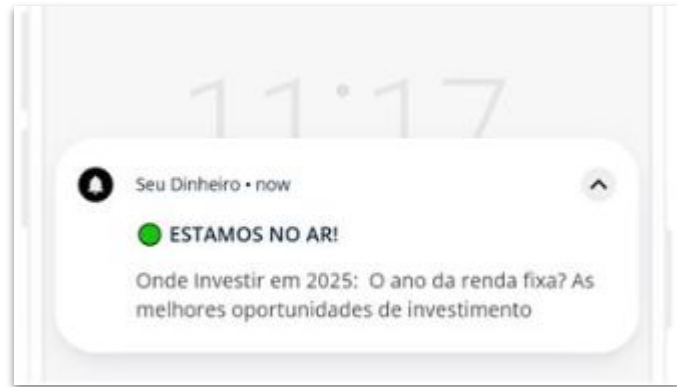 11:17
Seu Dinheiro • now
ESTAMOS NO AR!
Onde Investir em 2025: O ano da renda fixa? As
melhores oportunidades de investimento